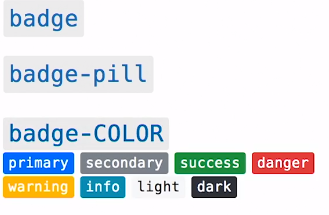 badge
badge-pill
badge-COLOR
primary secondary success danger
warning info light dark